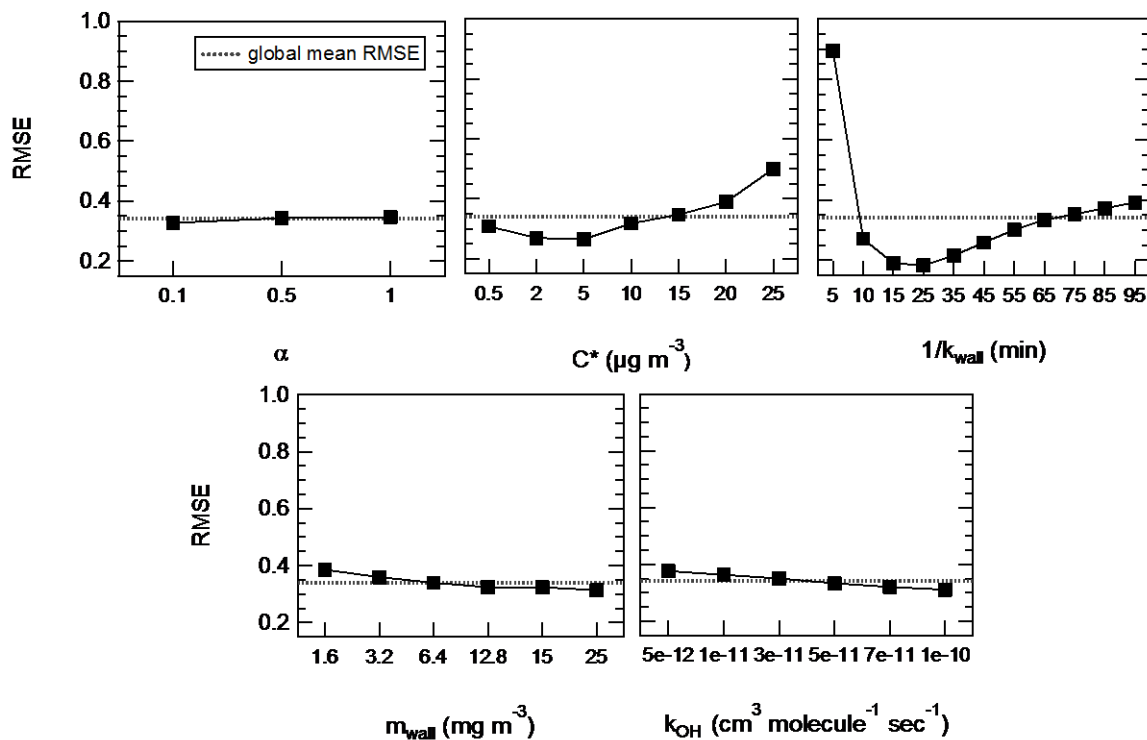 1.0
0.8
0.6
0.4
0.2
RMSE
global mean RMSE
0.1 0.5 1
α
0.5 2 5 10 15 20 25
C* (µg m⁻³)
5 10 15 25 35 45 55 65 75 85 95
1/k_wall (min)
1.0
0.8
0.6
0.4
0.2
RMSE
1.6 3.2 6.4 12.8 15 25
m_wall (mg m⁻³)
5e-12 1e-11 3e-11 5e-11 7e-11 1e-10
k_OH (cm³ molecule⁻¹ sec⁻¹)